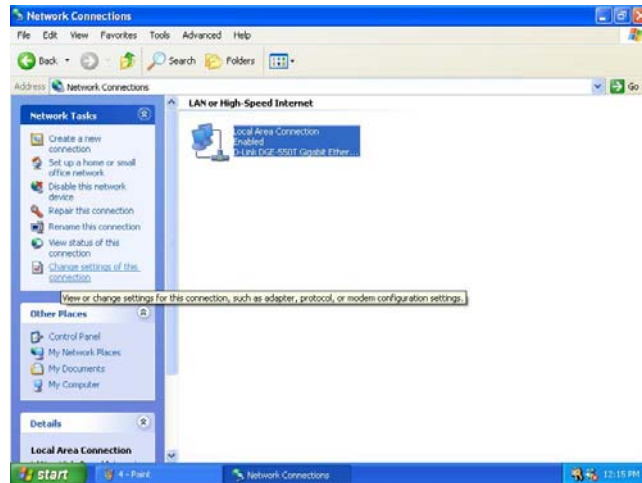 Network Connections
File Edit View Favorites Tools Advanced Help
Back Search Folders
Address Network Connections Go
Network Tasks
Create a new
connection
Set up a home or small
office network
Disable this network
device
Repair this connection
Rename this connection
View status of this
connection
Change settings of this
connection
LAN or High-Speed Internet
Local Area Connection
Enabled
D-Link DGE-550T Gigabit Ether...
View or change settings for this connection, such as adapter, protocol, or modem configuration settings.
Other Places
Control Panel
My Network Places
My Documents
My Computer
Details
Local Area Connection
start 4 - Paint Network Connections 12:15 PM